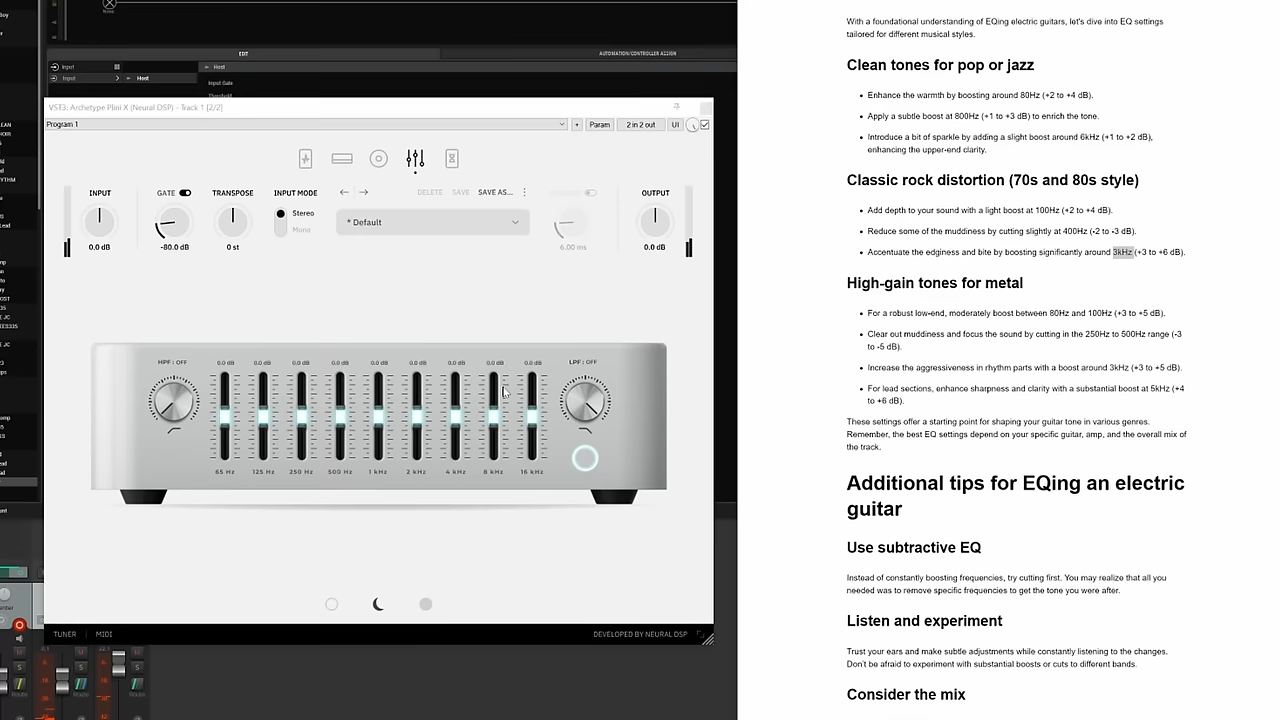 EDIT
AUTOMATION/CONTROLLER ASSIGN
Input
Host
Input
Host
Input Gate
VST3: Archetype Plini X (Neural DSP) - Track 1 [2/2]
Program 1
+
Param
2 in 2 out
UI
INPUT
GATE
TRANSPOSE
INPUT MODE
DELETE
SAVE
SAVE AS...
OUTPUT
Stereo
Mono
* Default
0.0 dB
-80.0 dB
0 st
6.00 ms
0.0 dB
HPF: OFF
0.0 dB
0.0 dB
0.0 dB
0.0 dB
0.0 dB
0.0 dB
0.0 dB
0.0 dB
0.0 dB
LPF: OFF
65 Hz
125 Hz
250 Hz
500 Hz
1 kHz
2 kHz
4 kHz
8 kHz
16 kHz
TUNER
MIDI
DEVELOPED BY NEURAL DSP
With a foundational understanding of EQing electric guitars, let's dive into EQ settings
tailored for different musical styles.
Clean tones for pop or jazz
• Enhance the warmth by boosting around 80Hz (+2 to +4 dB).
• Apply a subtle boost at 800Hz (+1 to +3 dB) to enrich the tone.
• Introduce a bit of sparkle by adding a slight boost around 6kHz (+1 to +2 dB),
enhancing the upper-end clarity.
Classic rock distortion (70s and 80s style)
• Add depth to your sound with a light boost at 100Hz (+2 to +4 dB).
• Reduce some of the muddiness by cutting slightly at 400Hz (-2 to -3 dB).
• Accentuate the edginess and bite by boosting significantly around 3kHz (+3 to +6 dB).
High-gain tones for metal
• For a robust low-end, moderately boost between 80Hz and 100Hz (+3 to +5 dB).
• Clear out muddiness and focus the sound by cutting in the 250Hz to 500Hz range (-3
to -5 dB).
• Increase the aggressiveness in rhythm parts with a boost around 3kHz (+3 to +5 dB).
• For lead sections, enhance sharpness and clarity with a substantial boost at 5kHz (+4
to +6 dB).
These settings offer a starting point for shaping your guitar tone in various genres.
Remember, the best EQ settings depend on your specific guitar, amp, and the overall mix of
the track.
Additional tips for EQing an electric
guitar
Use subtractive EQ
Instead of constantly boosting frequencies, try cutting first. You may realize that all you
needed was to remove specific frequencies to get the tone you were after.
Listen and experiment
Trust your ears and make subtle adjustments while constantly listening to the changes.
Don't be afraid to experiment with substantial boosts or cuts to different bands.
Consider the mix